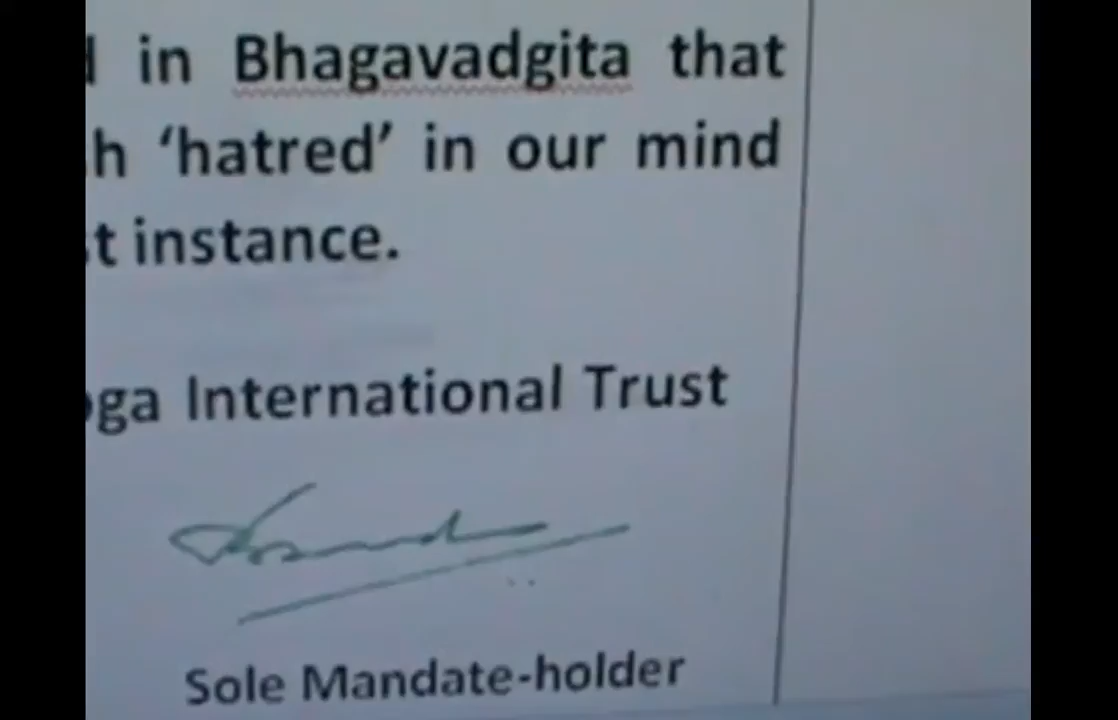 in Bhagavadgita that
h 'hatred' in our mind
t instance.
ga International Trust
Sole Mandate-holder